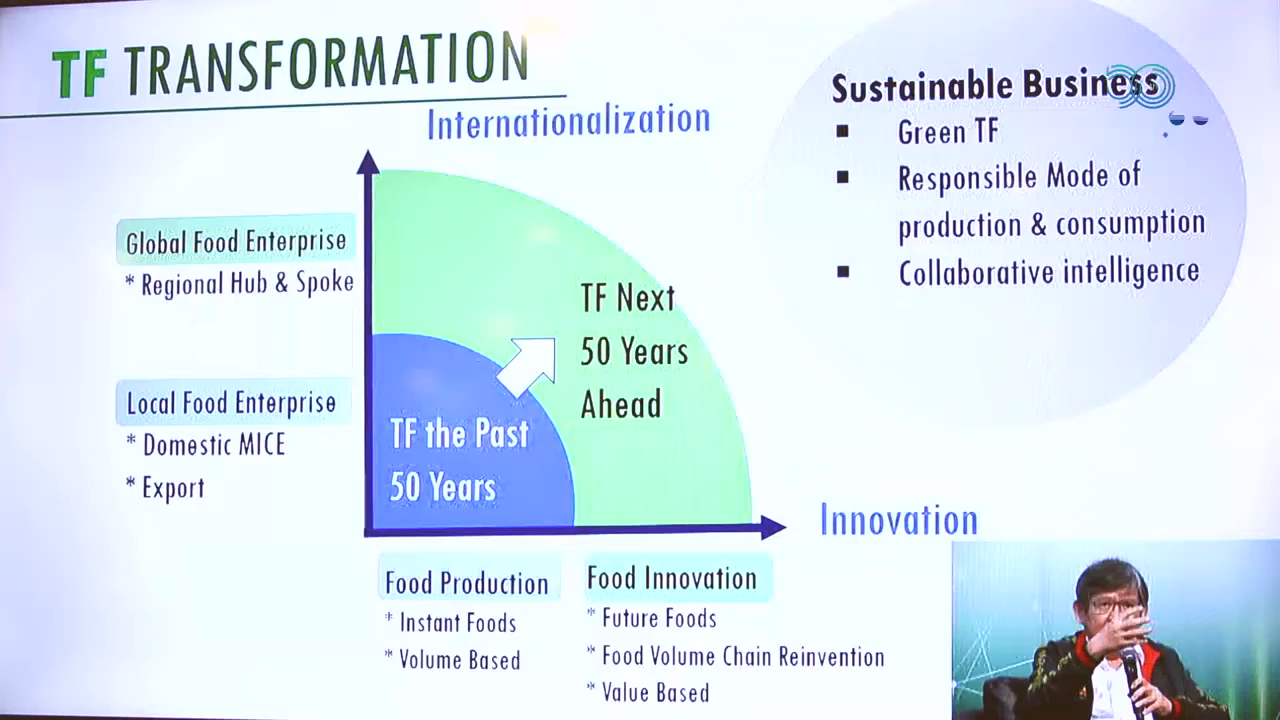 TF TRANSFORMATION
Internationalization
Sustainable Business
▪ Green TF
▪ Responsible Mode of
production & consumption
▪ Collaborative intelligence
Global Food Enterprise
* Regional Hub & Spoke
TF Next
50 Years
Ahead
Local Food Enterprise
* Domestic MICE
* Export
TF the Past
50 Years
Innovation
Food Production
* Instant Foods
* Volume Based
Food Innovation
* Future Foods
* Food Volume Chain Reinvention
* Value Based